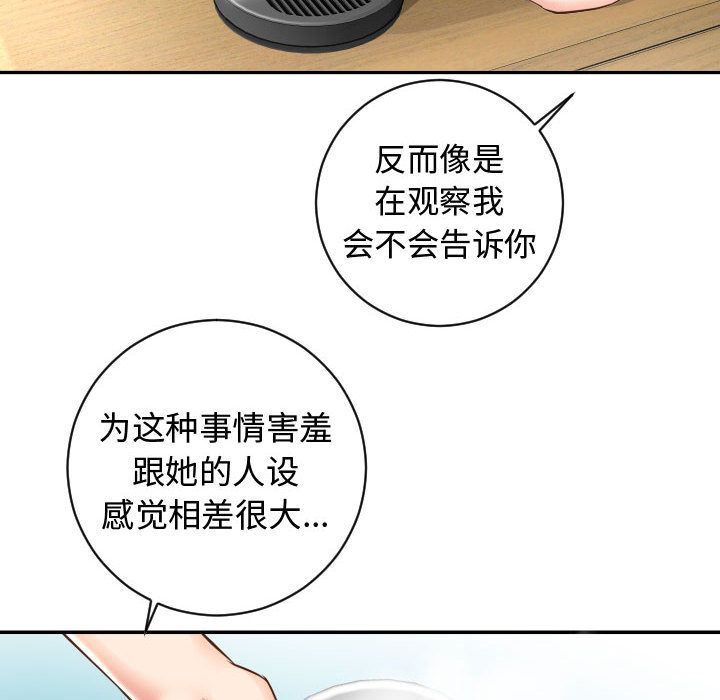 反而像是
在观察我
会不会告诉你
为这种事情害羞
跟她的人设
感觉相差很大...